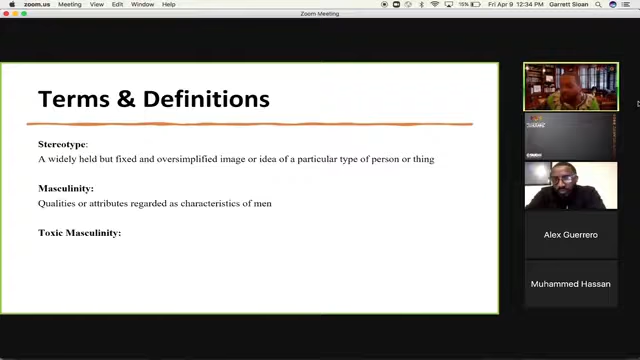 zoom.us Meeting View Edit Window Help 15% Fri Apr 9 12:34 PM Garrett Sloan
Zoom Meeting
Terms & Definitions
Stereotype:
A widely held but fixed and oversimplified image or idea of a particular type of person or thing
Masculinity:
Qualities or attributes regarded as characteristics of men
Toxic Masculinity:
Alex Guerrero
Muhammed Hassan